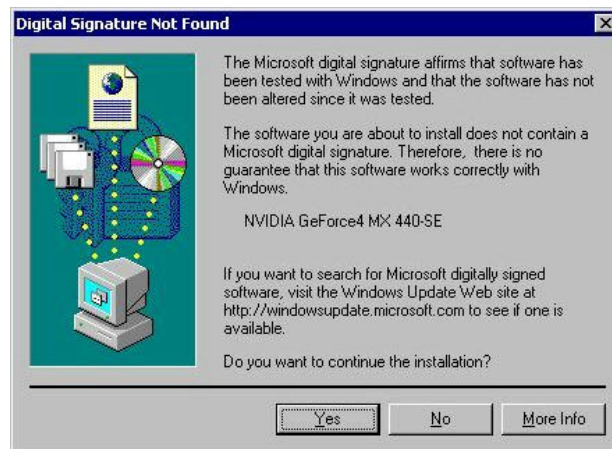 Digital Signature Not Found
The Microsoft digital signature affirms that software has
been tested with Windows and that the software has not
been altered since it was tested.
The software you are about to install does not contain a
Microsoft digital signature. Therefore, there is no
guarantee that this software works correctly with
Windows.
NVIDIA GeForce4 MX 440-SE
If you want to search for Microsoft digitally signed
software, visit the Windows Update Web site at
http://windowsupdate.microsoft.com to see if one is
available.
Do you want to continue the installation?
Yes No More Info